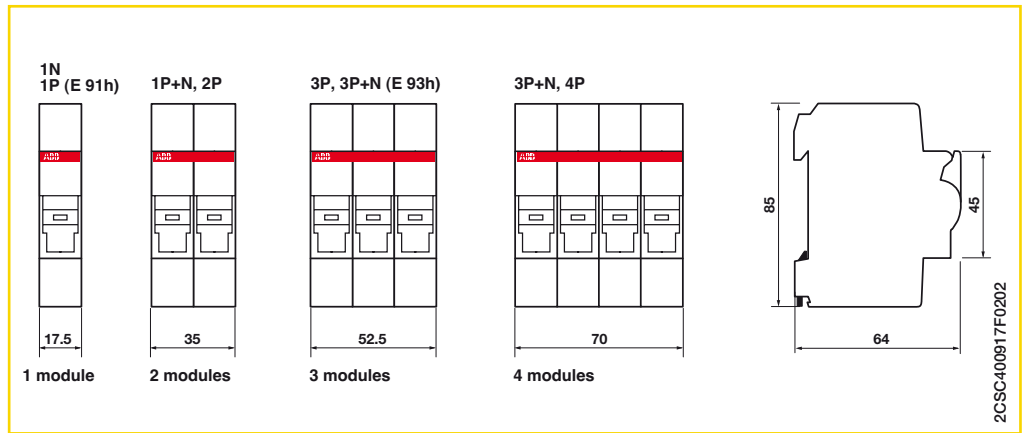 1N
1P (E 91h)
1P+N, 2P
3P, 3P+N (E 93h)
3P+N, 4P
ABB
ABB
ABB
ABB
85
45
17.5
35
52.5
70
64
1 module
2 modules
3 modules
4 modules
2CSC400917F0202